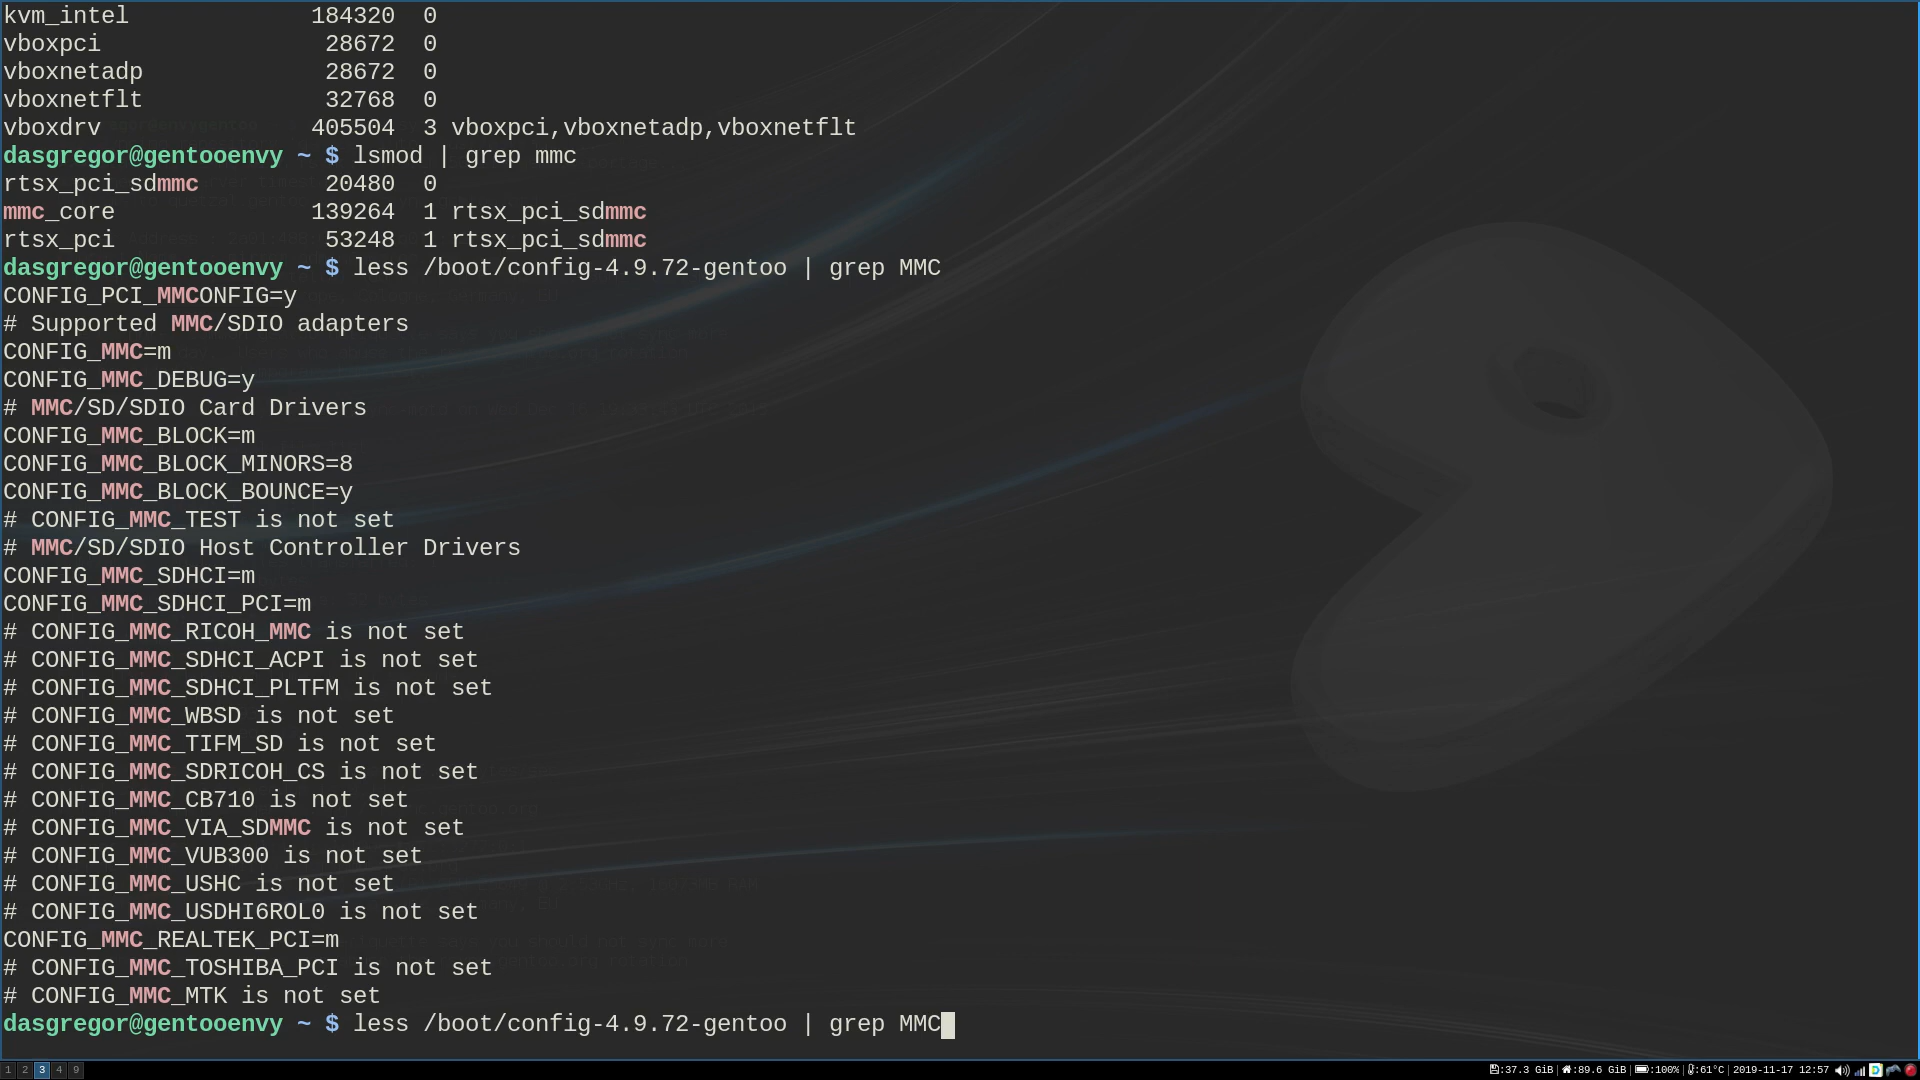 kvm_intel 184320 0
vboxpci 28672 0
vboxnetadp 28672 0
vboxnetflt 32768 0
vboxdrv 405504 3 vboxpci,vboxnetadp,vboxnetflt
dasgregor@gentooenvy ~ $ lsmod | grep mmc
rtsx_pci_sdmmc 20480 0
mmc_core 139264 1 rtsx_pci_sdmmc
rtsx_pci 53248 1 rtsx_pci_sdmmc
dasgregor@gentooenvy ~ $ less /boot/config-4.9.72-gentoo | grep MMC
CONFIG_PCI_MMCONFIG=y
# Supported MMC/SDIO adapters
CONFIG_MMC=m
CONFIG_MMC_DEBUG=y
# MMC/SD/SDIO Card Drivers
CONFIG_MMC_BLOCK=m
CONFIG_MMC_BLOCK_MINORS=8
CONFIG_MMC_BLOCK_BOUNCE=y
# CONFIG_MMC_TEST is not set
# MMC/SD/SDIO Host Controller Drivers
CONFIG_MMC_SDHCI=m
CONFIG_MMC_SDHCI_PCI=m
# CONFIG_MMC_RICOH_MMC is not set
# CONFIG_MMC_SDHCI_ACPI is not set
# CONFIG_MMC_SDHCI_PLTFM is not set
# CONFIG_MMC_WBSD is not set
# CONFIG_MMC_TIFM_SD is not set
# CONFIG_MMC_SDRICOH_CS is not set
# CONFIG_MMC_CB710 is not set
# CONFIG_MMC_VIA_SDMMC is not set
# CONFIG_MMC_VUB300 is not set
# CONFIG_MMC_USHC is not set
# CONFIG_MMC_USDHI6ROL0 is not set
CONFIG_MMC_REALTEK_PCI=m
# CONFIG_MMC_TOSHIBA_PCI is not set
# CONFIG_MMC_MTK is not set
dasgregor@gentooenvy ~ $ less /boot/config-4.9.72-gentoo | grep MMC
1 2 3 4 9 :37.3 GiB| :89.6 GiB| :100%| :61°C| 2019-11-17 12:57